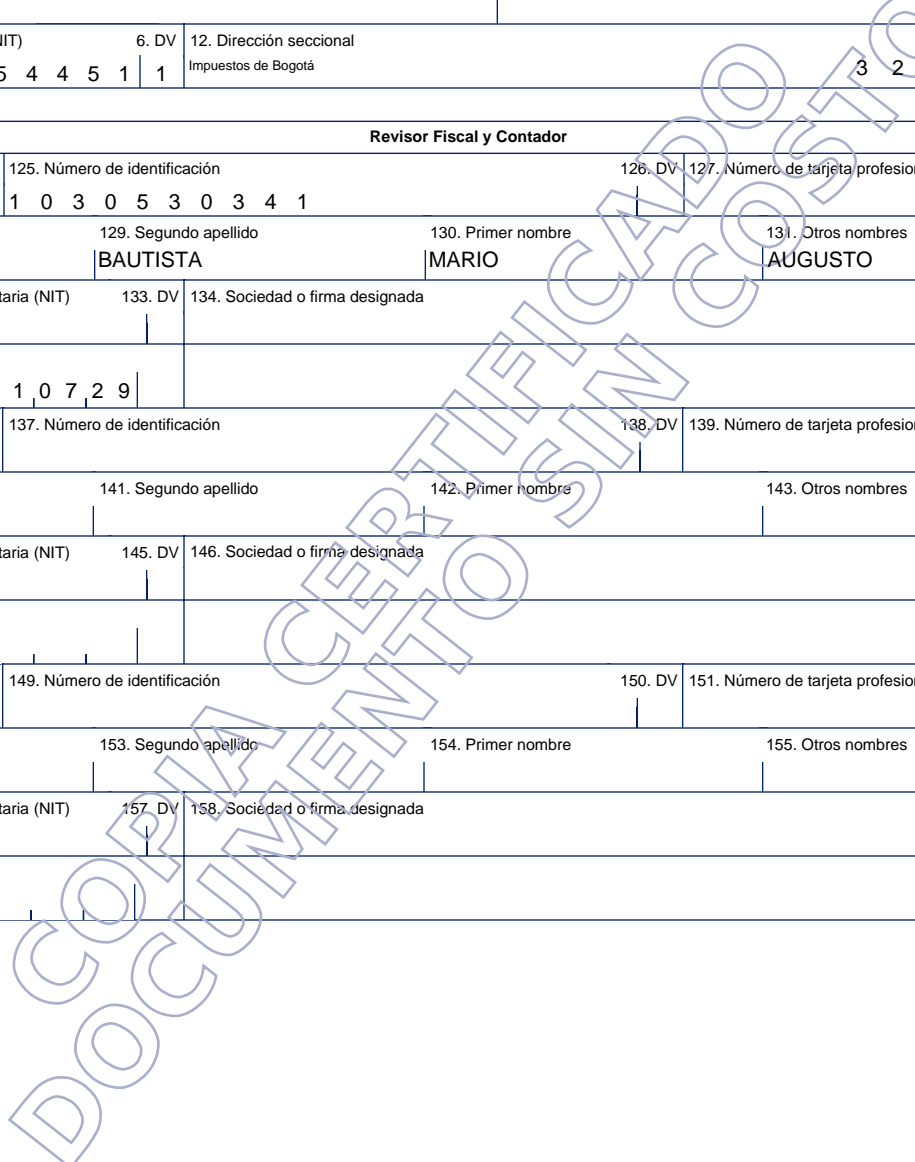 NIT) 6. DV 12. Dirección seccional
5 4 4 5 1 1 Impuestos de Bogotá 3 2
Revisor Fiscal y Contador
125. Número de identificación 126. DV 127. Número de tarjeta profesion
1 0 3 0 5 3 0 3 4 1
129. Segundo apellido 130. Primer nombre 131. Otros nombres
BAUTISTA MARIO AUGUSTO
taria (NIT) 133. DV 134. Sociedad o firma designada
1 0 7 2 9
137. Número de identificación 138. DV 139. Número de tarjeta profesion
141. Segundo apellido 142. Primer nombre 143. Otros nombres
taria (NIT) 145. DV 146. Sociedad o firma designada
149. Número de identificación 150. DV 151. Número de tarjeta profesion
153. Segundo apellido 154. Primer nombre 155. Otros nombres
taria (NIT) 157. DV 158. Sociedad o firma designada
COPIA CERTIFICADO
DOCUMENTO SIN COSTO